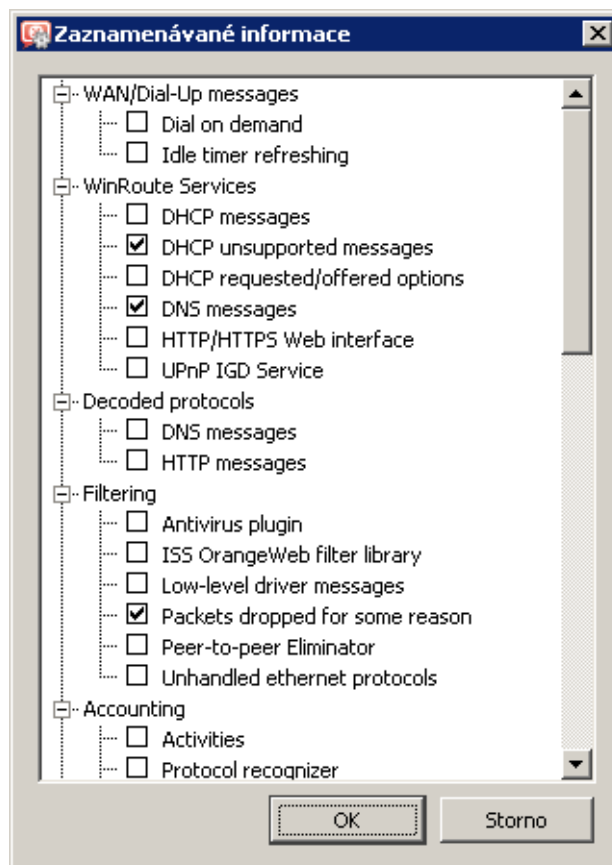 Zaznamenávané informace
WAN/Dial-Up messages
Dial on demand
Idle timer refreshing
WinRoute Services
DHCP messages
DHCP unsupported messages
DHCP requested/offered options
DNS messages
HTTP/HTTPS Web interface
UPnP IGD Service
Decoded protocols
DNS messages
HTTP messages
Filtering
Antivirus plugin
ISS OrangeWeb filter library
Low-level driver messages
Packets dropped for some reason
Peer-to-peer Eliminator
Unhandled ethernet protocols
Accounting
Activities
Protocol recognizer
OK Storno